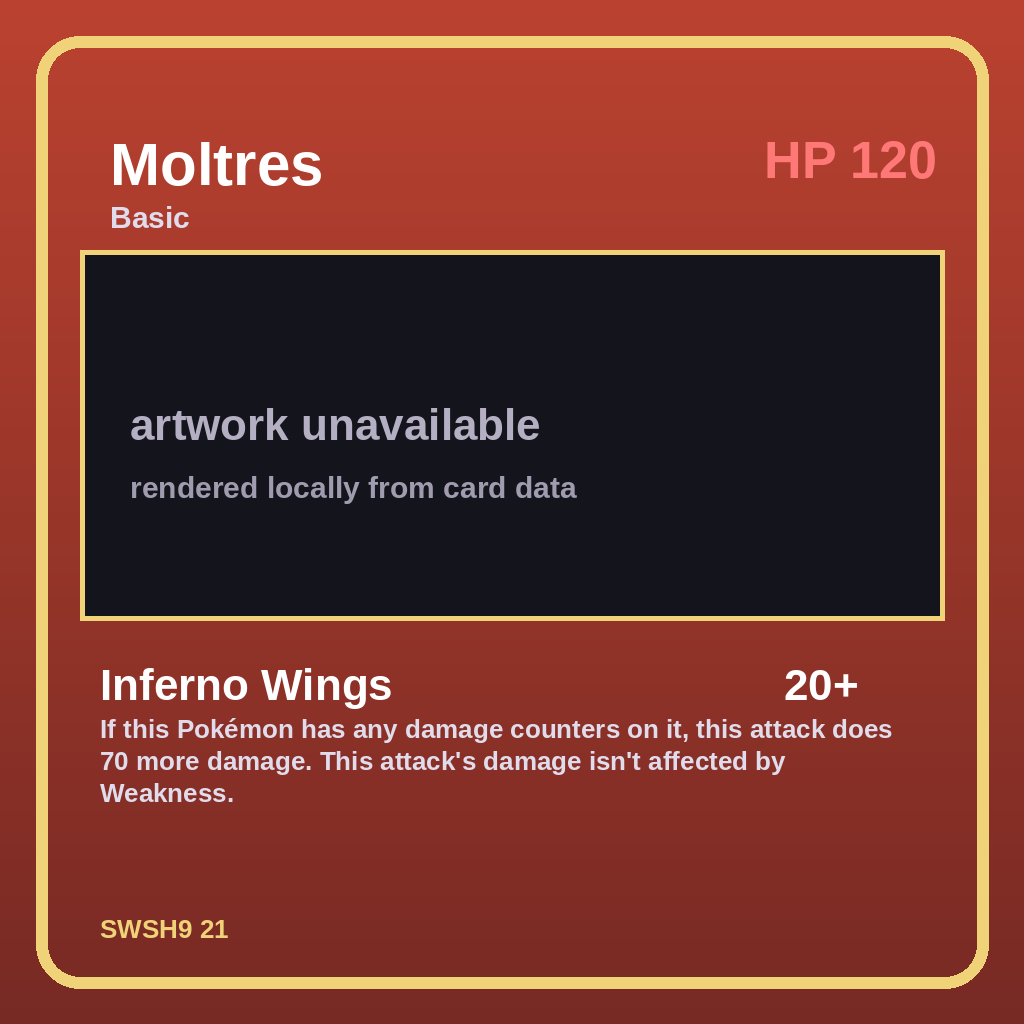 Moltres
HP 120
Basic
artwork unavailable
rendered locally from card data
Inferno Wings
20+
If this Pokémon has any damage counters on it, this attack does
70 more damage. This attack's damage isn't affected by
Weakness.
SWSH9 21